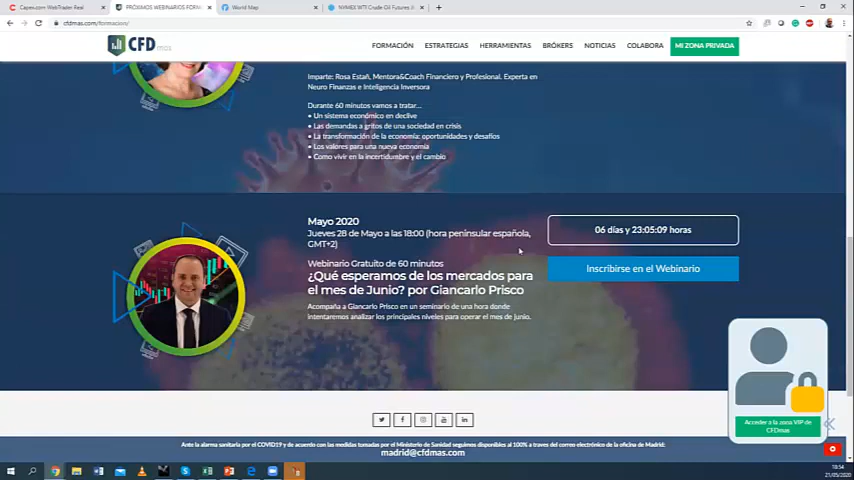 Capex.com WebTrader Real
PRÓXIMOS WEBINARIOS FORM
World Map
NYMEX WTI Crude Oil Futures (
cfdmas.com/formacion/
CFD mas
FORMACIÓN
ESTRATEGIAS
HERRAMIENTAS
BRÓKERS
NOTICIAS
COLABORA
MI ZONA PRIVADA
Imparte: Rosa Estañ, Mentora&Coach Financiero y Profesional. Experta en
Neuro Finanzas e Inteligencia Inversora
Durante 60 minutos vamos a tratar...
• Un sistema económico en declive
• Las demandas a gritos de una sociedad en crisis
• La transformación de la economía: oportunidades y desafíos
• Los valores para una nueva economía
• Como vivir en la incertidumbre y el cambio
Mayo 2020
Jueves 28 de Mayo a las 18:00 (hora peninsular española,
GMT+2)
Webinario Gratuito de 60 minutos
¿Qué esperamos de los mercados para
el mes de Junio? por Giancarlo Prisco
Acompaña a Giancarlo Prisco en un seminario de una hora donde
intentaremos analizar los principales niveles para operar el mes de junio.
06 días y 23:05:09 horas
Inscribirse en el Webinario
Acceder a la zona VIP de
CFDmas
Ante la alarma sanitaria por el COVID19 y de acuerdo con las medidas tomadas por el Ministerio de Sanidad seguimos disponibles al 100% a traves del correo electrónico de la oficina de Madrid:
madrid@cfdmas.com
18:54
21/05/2020